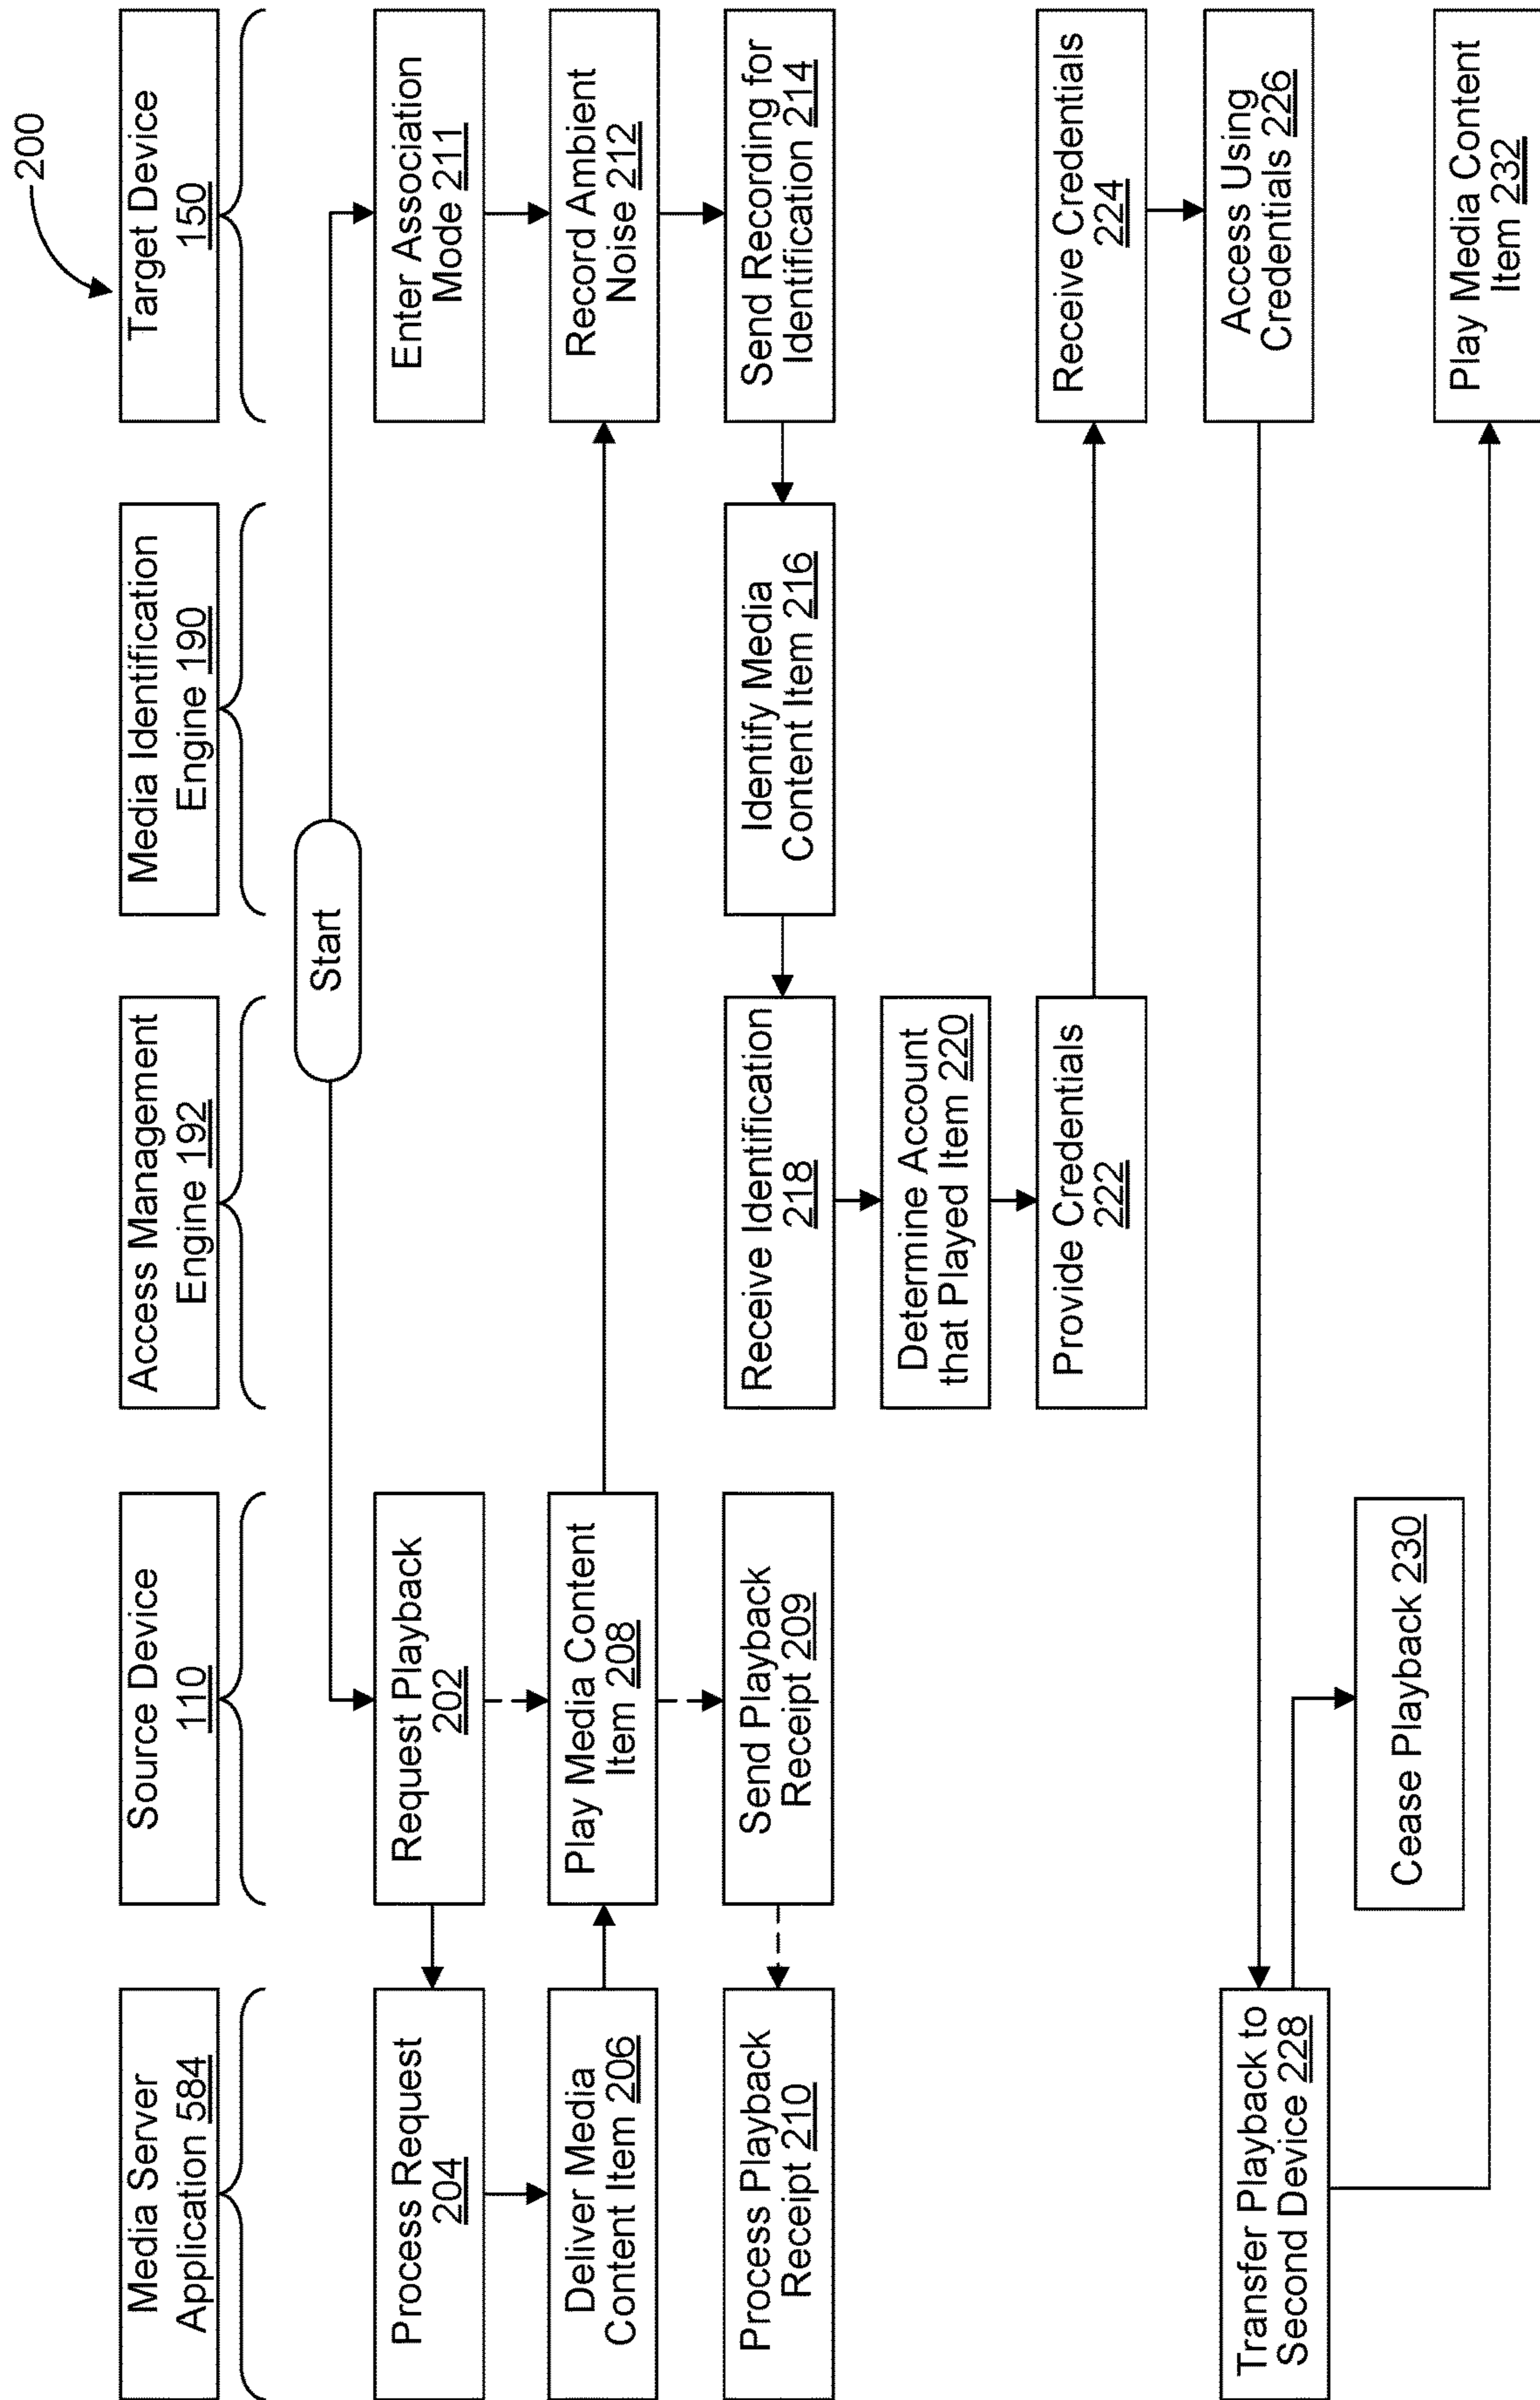 200
Media Server
Application 584
Source Device
110
Access Management
Engine 192
Media Identification
Engine 190
Target Device
150
Start
Process Request
204
Request Playback
202
Enter Association
Mode 211
Deliver Media
Content Item 206
Play Media Content
Item 208
Record Ambient
Noise 212
Process Playback
Receipt 210
Send Playback
Receipt 209
Receive Identification
218
Identify Media
Content Item 216
Send Recording for
Identification 214
Determine Account
that Played Item 220
Provide Credentials
222
Receive Credentials
224
Transfer Playback to
Second Device 228
Access Using
Credentials 226
Cease Playback 230
Play Media Content
Item 232